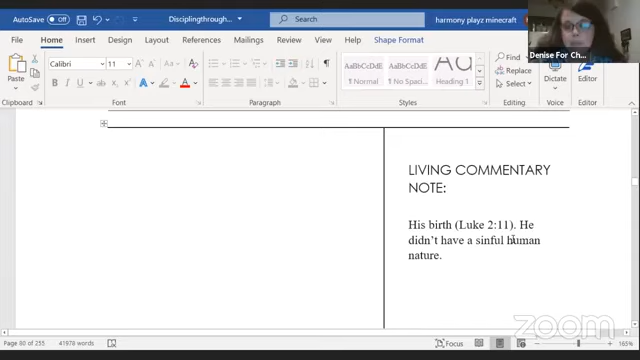 AutoSave Off
Disciplingthrough...
Search
harmony playz minecraft
File Home Insert Draw Design Layout References Mailings Review View Help Shape Format
Denise For Ch
Paste
Calibri 11
AaBbCcDdE AaBbCcDdE
¶ Normal ¶ No Spaci... Heading 1
Find
Replace
Select
Dictate
Editor
Clipboard Font Paragraph Styles Editing Voice Editor
LIVING COMMENTARY
NOTE:
His birth (Luke 2:11). He
didn't have a sinful human
nature.
zoom
Page 80 of 255 41978 words
Focus
165%